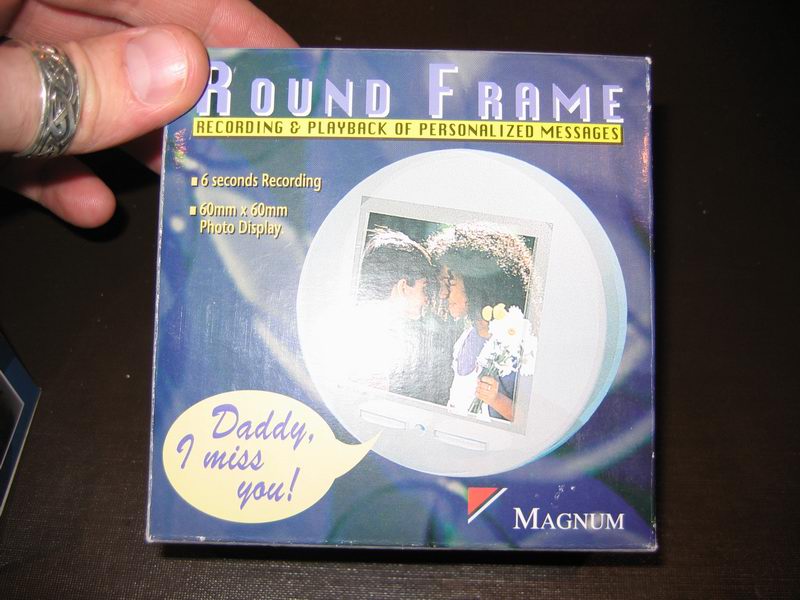 ROUND FRAME
RECORDING & PLAYBACK OF PERSONALIZED MESSAGES
6 seconds Recording
60mm x 60mm
Photo Display.
Daddy,
I miss
you!
MAGNUM